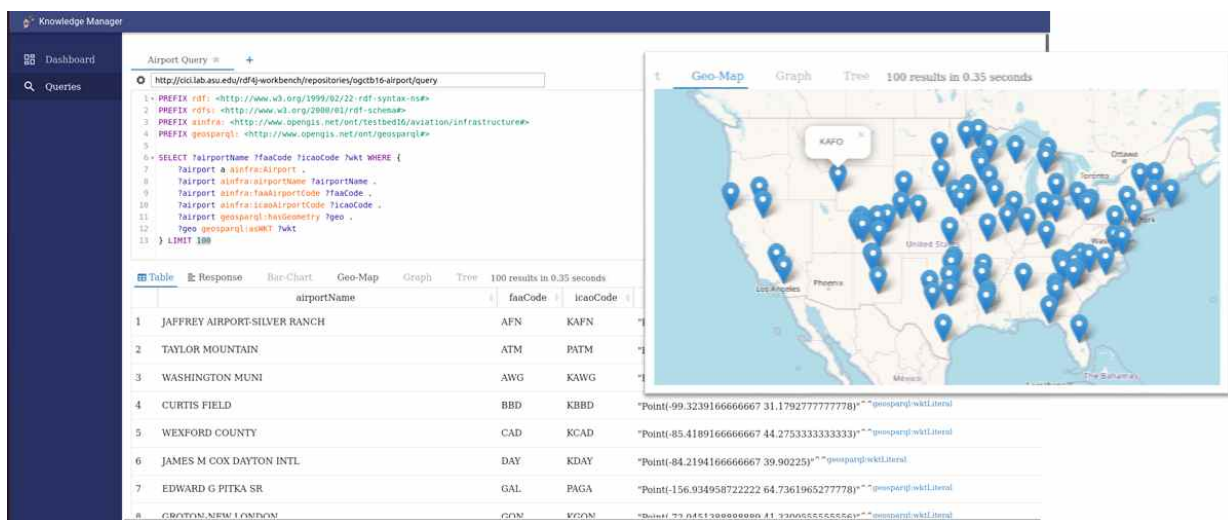 Knowledge Manager
Dashboard
Queries
Airport Query × +
http://cici.lab.asu.edu/rdf4j-workbench/repositories/ogctb16-airport/query
1 PREFIX rdf: <http://www.w3.org/1999/02/22-rdf-syntax-ns#>
2 PREFIX rdfs: <http://www.w3.org/2000/01/rdf-schema#>
3 PREFIX ainfra: <http://www.opengis.net/ont/testbed16/aviation/infrastructure#>
4 PREFIX geosparql: <http://www.opengis.net/ont/geosparql#>
5
6 SELECT ?airportName ?faaCode ?icaoCode ?wkt WHERE {
7 ?airport a ainfra:Airport .
8 ?airport ainfra:airportName ?airportName .
9 ?airport ainfra:faaAirportCode ?faaCode .
10 ?airport ainfra:icaoAirportCode ?icaoCode .
11 ?airport geosparql:hasGeometry ?geo .
12 ?geo geosparql:asWKT ?wkt
13 } LIMIT 100
Table Response Bar-Chart Geo-Map Graph Tree 100 results in 0.35 seconds
airportName faaCode icaoCode
1 JAFFREY AIRPORT-SILVER RANCH AFN KAFN
2 TAYLOR MOUNTAIN ATM PATM
3 WASHINGTON MUNI AWG KAWG
4 CURTIS FIELD BBD KBBD "Point(-99.3239166666667 31.1792777777778)"^^geosparql:wktLiteral
5 WEXFORD COUNTY CAD KCAD "Point(-85.4189166666667 44.2753333333333)"^^geosparql:wktLiteral
6 JAMES M COX DAYTON INTL DAY KDAY "Point(-84.2194166666667 39.90225)"^^geosparql:wktLiteral
7 EDWARD G PITKA SR GAL PAGA "Point(-156.934958722222 64.7361965277778)"^^geosparql:wktLiteral
8 GROTON-NEW LONDON GON KGON
t Geo-Map Graph Tree 100 results in 0.35 seconds
KAFO ×
Ottawa
Toronto
United Sta
Los Angeles
Phoenix
México
The Bahamas